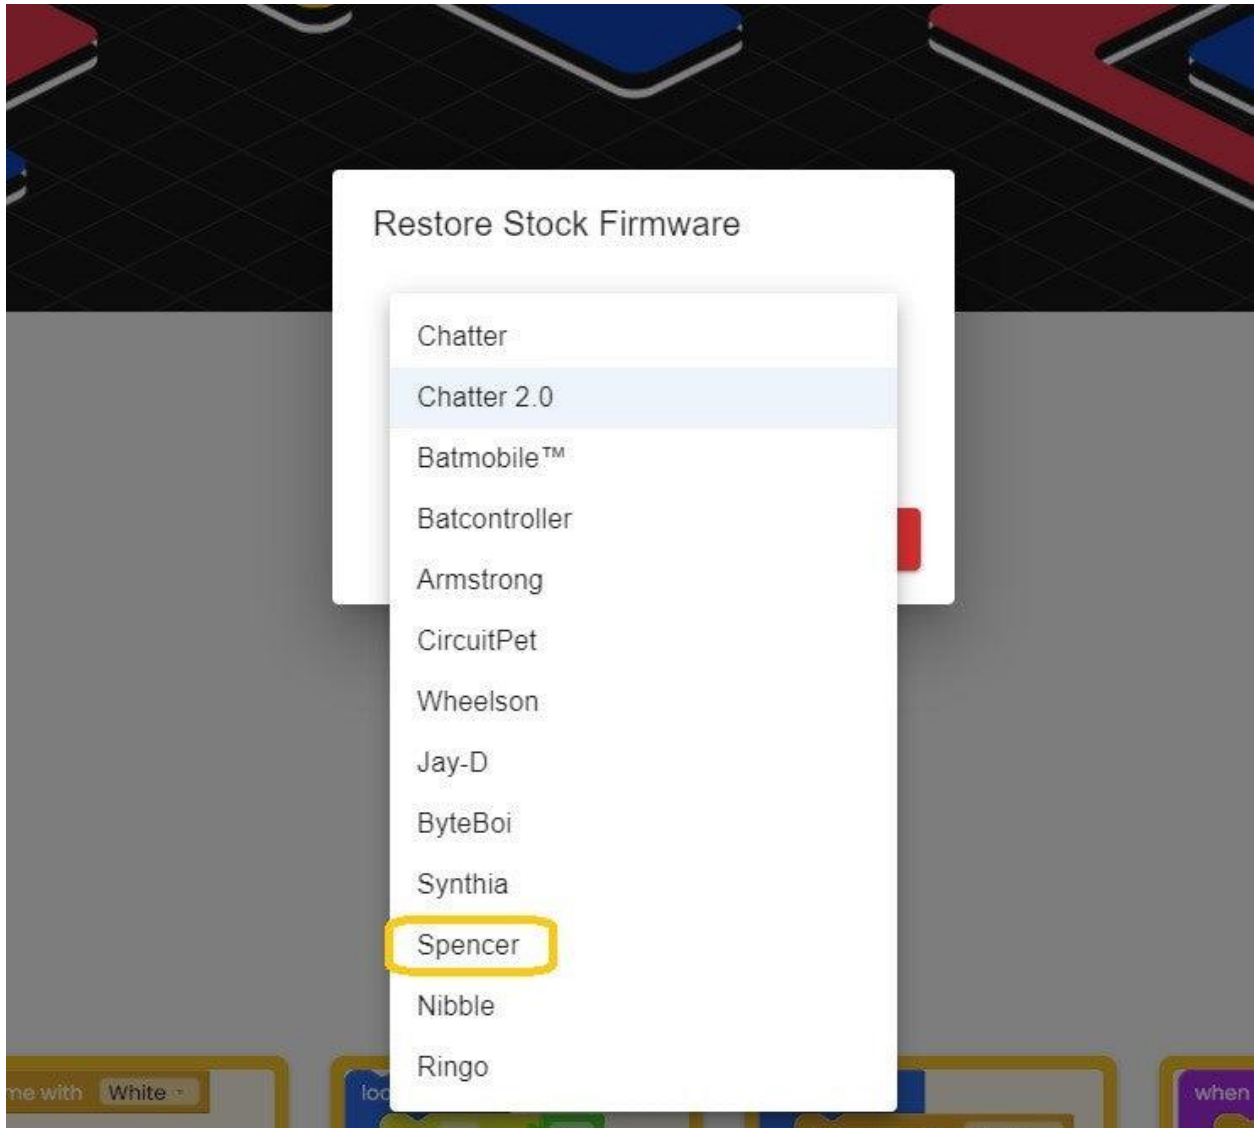 Restore Stock Firmware
Chatter
Chatter 2.0
Batmobile™
Batcontroller
Armstrong
CircuitPet
Wheelson
Jay-D
ByteBoi
Synthia
Spencer
Nibble
Ringo
with White
when